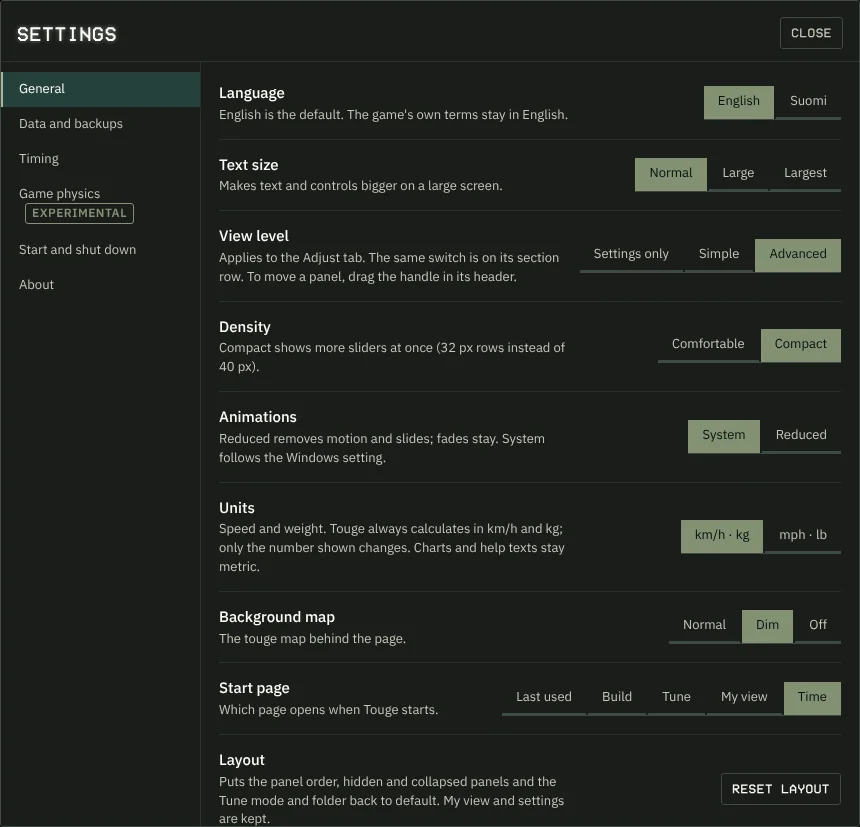 SETTINGS
CLOSE
General
Data and backups
Timing
Game physics
EXPERIMENTAL
Start and shut down
About
Language
English is the default. The game's own terms stay in English.
English
Suomi
Text size
Makes text and controls bigger on a large screen.
Normal
Large
Largest
View level
Applies to the Adjust tab. The same switch is on its section
row. To move a panel, drag the handle in its header.
Settings only
Simple
Advanced
Density
Compact shows more sliders at once (32 px rows instead of
40 px).
Comfortable
Compact
Animations
Reduced removes motion and slides; fades stay. System
follows the Windows setting.
System
Reduced
Units
Speed and weight. Touge always calculates in km/h and kg;
only the number shown changes. Charts and help texts stay
metric.
km/h · kg
mph · lb
Background map
The touge map behind the page.
Normal
Dim
Off
Start page
Which page opens when Touge starts.
Last used
Build
Tune
My view
Time
Layout
Puts the panel order, hidden and collapsed panels and the
Tune mode and folder back to default. My view and settings
are kept.
RESET LAYOUT